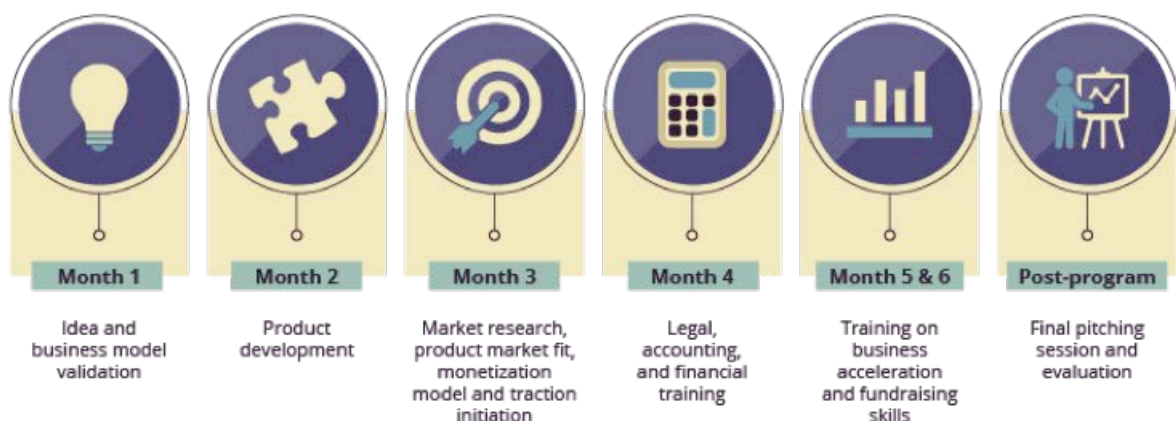 Month 1
Idea and
business model
validation
Month 2
Product
development
Month 3
Market research,
product market fit,
monetization
model and traction
initiation
Month 4
Legal,
accounting,
and financial
training
Month 5 & 6
Training on
business
acceleration
and fundraising
skills
Post-program
Final pitching
session and
evaluation